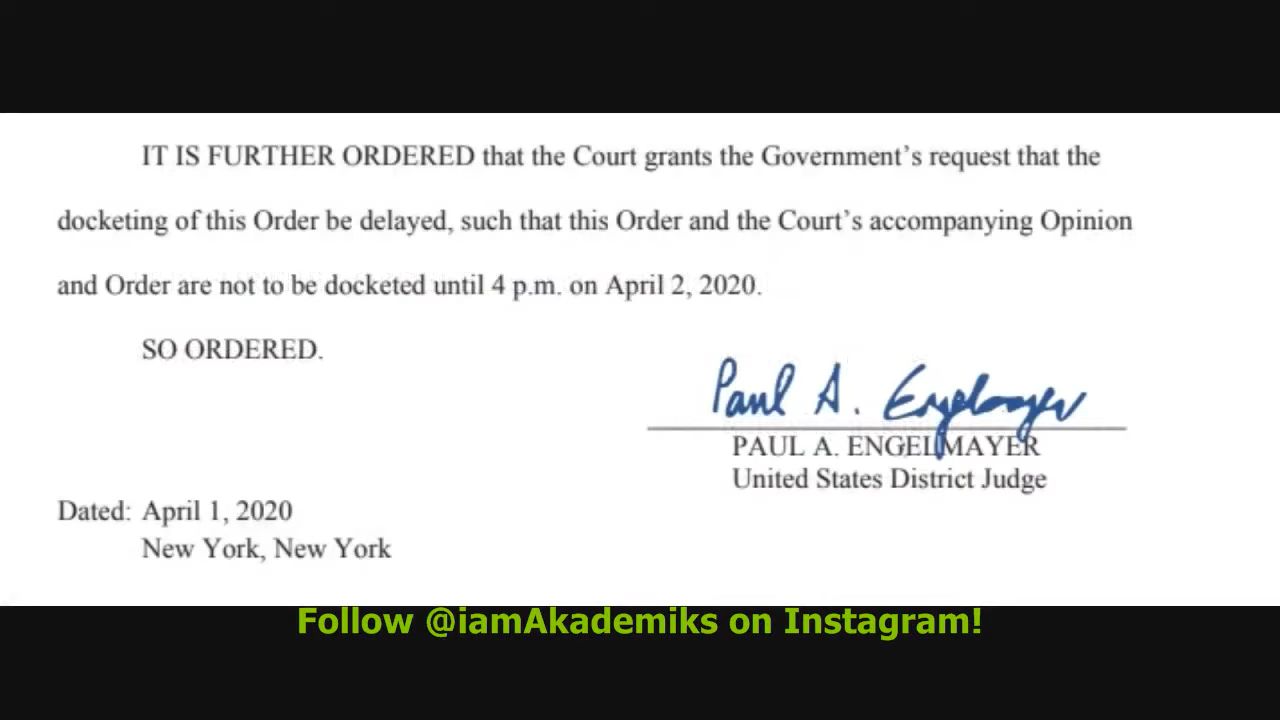 IT IS FURTHER ORDERED that the Court grants the Government's request that the
docketing of this Order be delayed, such that this Order and the Court's accompanying Opinion
and Order are not to be docketed until 4 p.m. on April 2, 2020.
SO ORDERED.
Paul A. Engelmayer
PAUL A. ENGELMAYER
United States District Judge
Dated: April 1, 2020
New York, New York
Follow @iamAkademiks on Instagram!